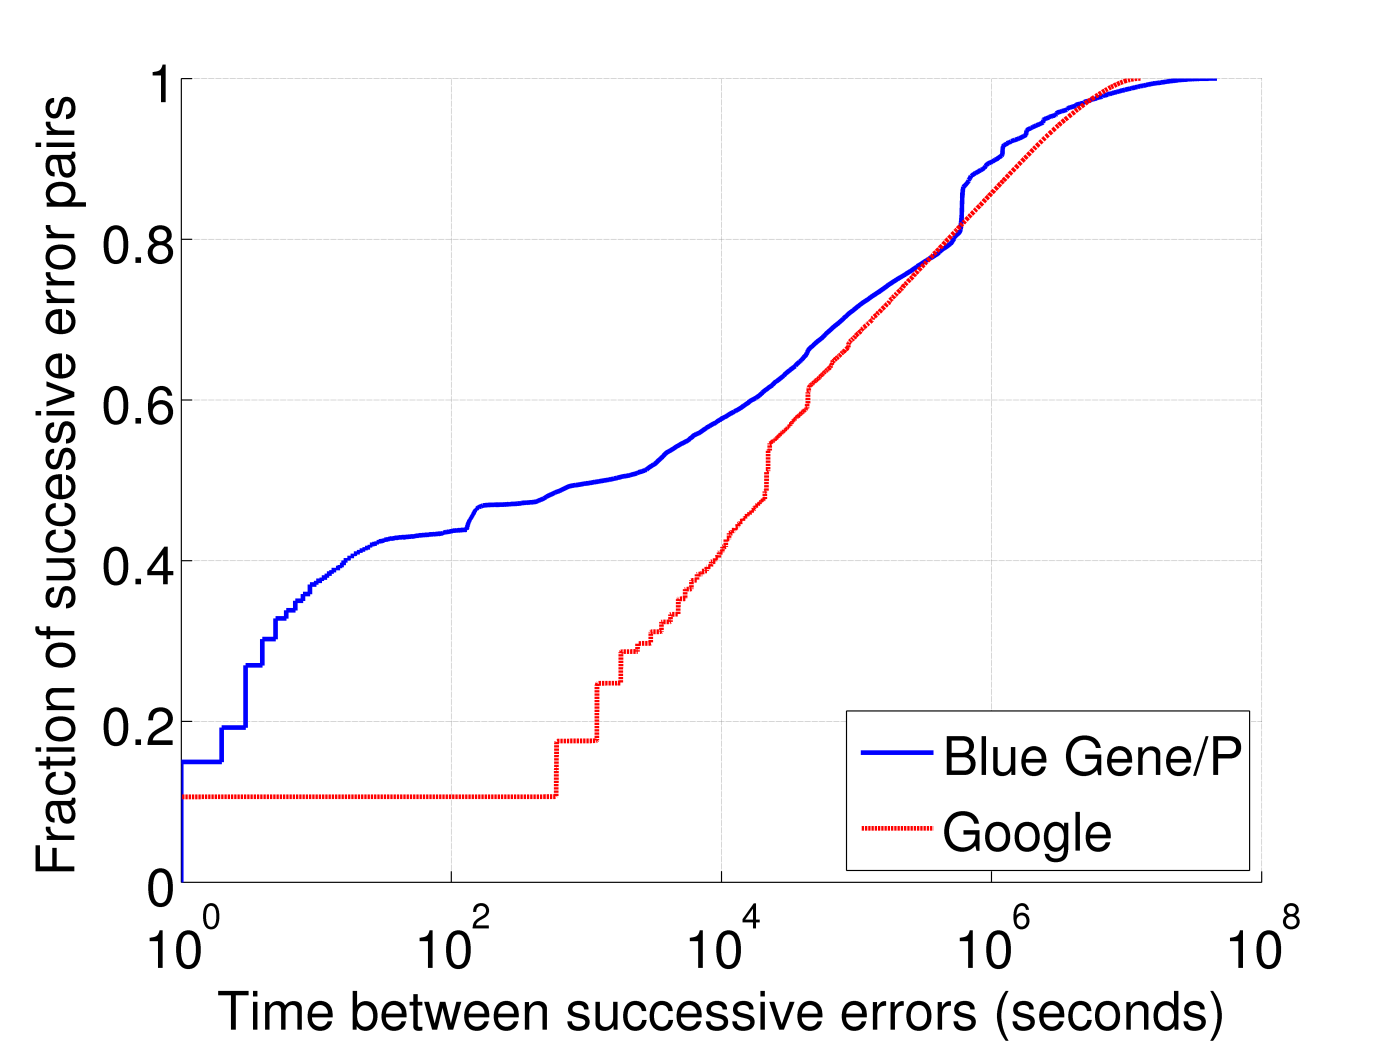 Fraction of successive error pairs
1
0.8
0.6
0.4
0.2
0
Blue Gene/P
Google
10^0 10^2 10^4 10^6 10^8
Time between successive errors (seconds)